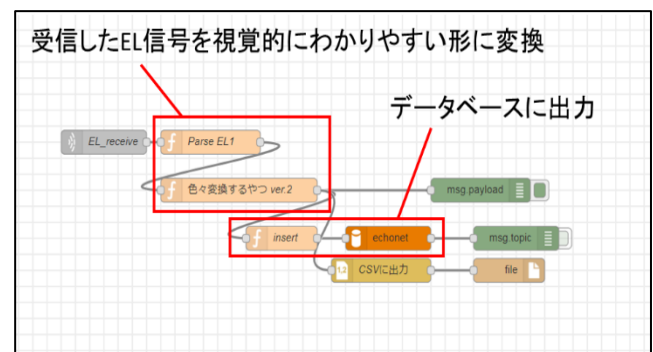 受信したEL信号を視覚的にわかりやすい形に変換
データベースに出力
EL_receive
Parse EL1
色々変換するやつ ver.2
msg.payload
insert
echonet
msg.topic
1,2
CSVに出力
file